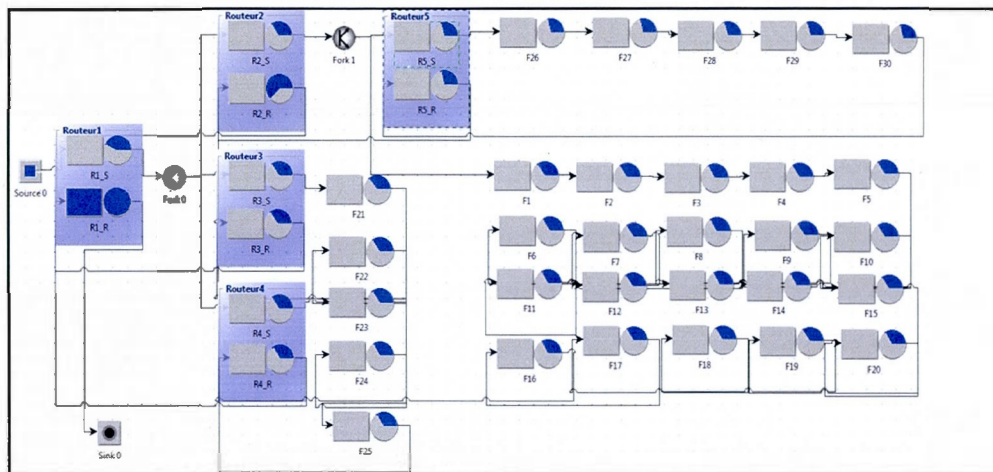 Routeur2
R2_S
R2_R
Fork 1
Routeur5
R5_S
R5_R
F26
F27
F28
F29
F30
Routeur1
R1_S
R1_R
Source 0
Fork 0
Routeur3
R3_S
R3_R
F21
F1
F2
F3
F4
F5
F22
F6
F7
F8
F9
F10
Routeur4
R4_S
R4_R
F23
F11
F12
F13
F14
F15
F24
F16
F17
F18
F19
F20
Sink 0
F25